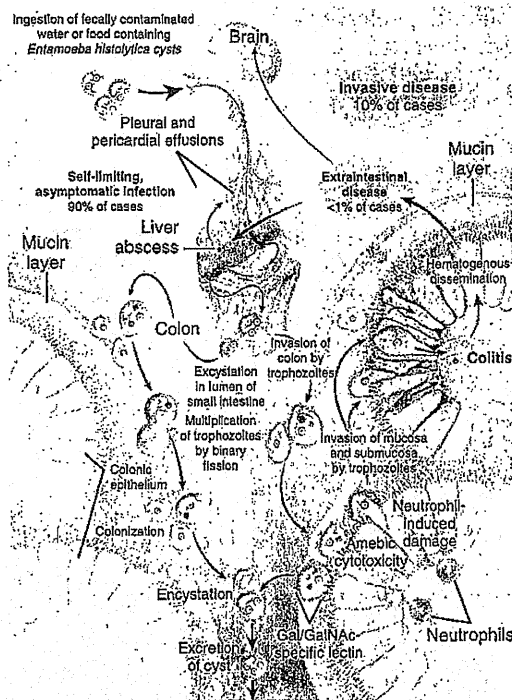 Ingestion of fecally contaminated
water or food containing
Entamoeba histolytica cysts
Brain
Invasive disease
10% of cases
Pleural and
pericardial effusions
Self-limiting,
asymptomatic infection
90% of cases
Extraintestinal
disease
<1% of cases
Mucin
layer
Liver
abscess
Mucin
layer
Hematogenous
dissemination
Colon
Invasion of
colon by
trophozoites
Colitis
Excystation
in lumen of
small intestine
Multiplication
of trophozoites
by binary
fission
Invasion of mucosa
and submucosa
by trophozoites
Colonic
epithelium
Colonization
Neutrophil-
induced
damage
Amebic
cytotoxicity
Encystation
Gal/GalNAc-
specific lectin
Neutrophils
Excretion
of cyst